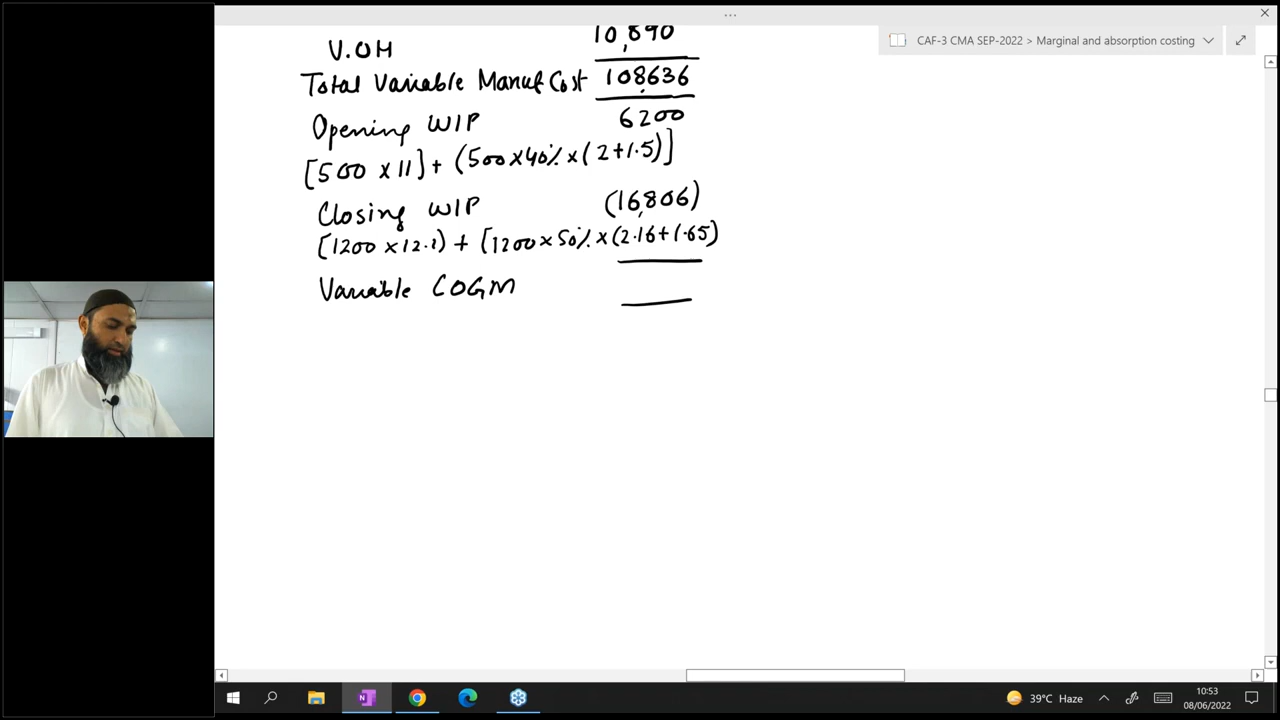 CAF-3 CMA SEP-2022 > Marginal and absorption costing
V.OH 10,890
Total Variable Manuf Cost 108,636
Opening WIP 6200
[500 x 11] + (500 x 40% x (2+1.5)]
Closing WIP (16,806)
[1200 x 12.1) + [1200 x 50% x (2.16+1.65)
Variable COGM
39°C Haze
10:53
08/06/2022